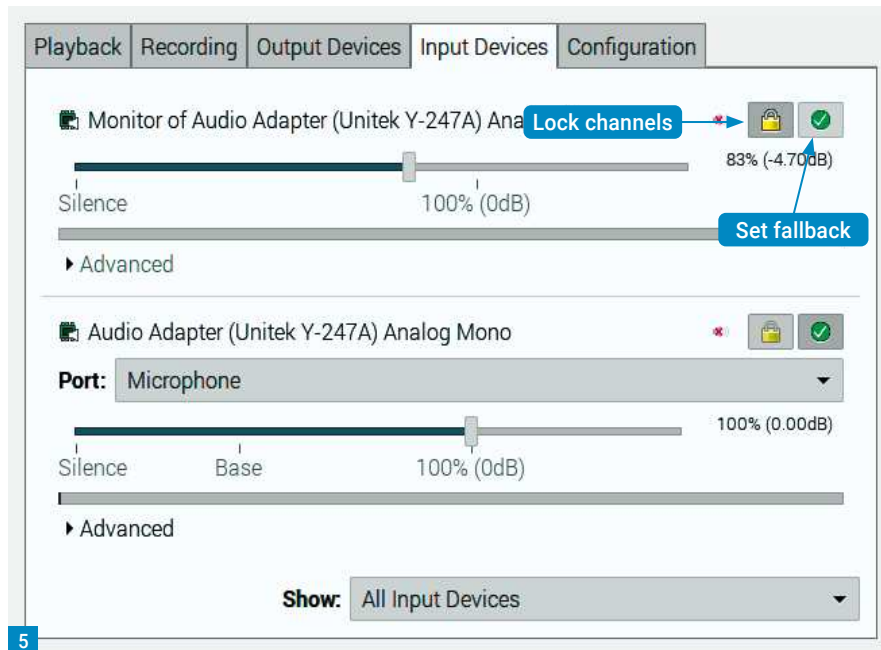 Playback Recording Output Devices Input Devices Configuration
Monitor of Audio Adapter (Unitek Y-247A) Ana
Lock channels
83% (-4.70dB)
Silence 100% (0dB)
Set fallback
Advanced
Audio Adapter (Unitek Y-247A) Analog Mono
Port: Microphone
100% (0.00dB)
Silence Base 100% (0dB)
Advanced
Show: All Input Devices
5